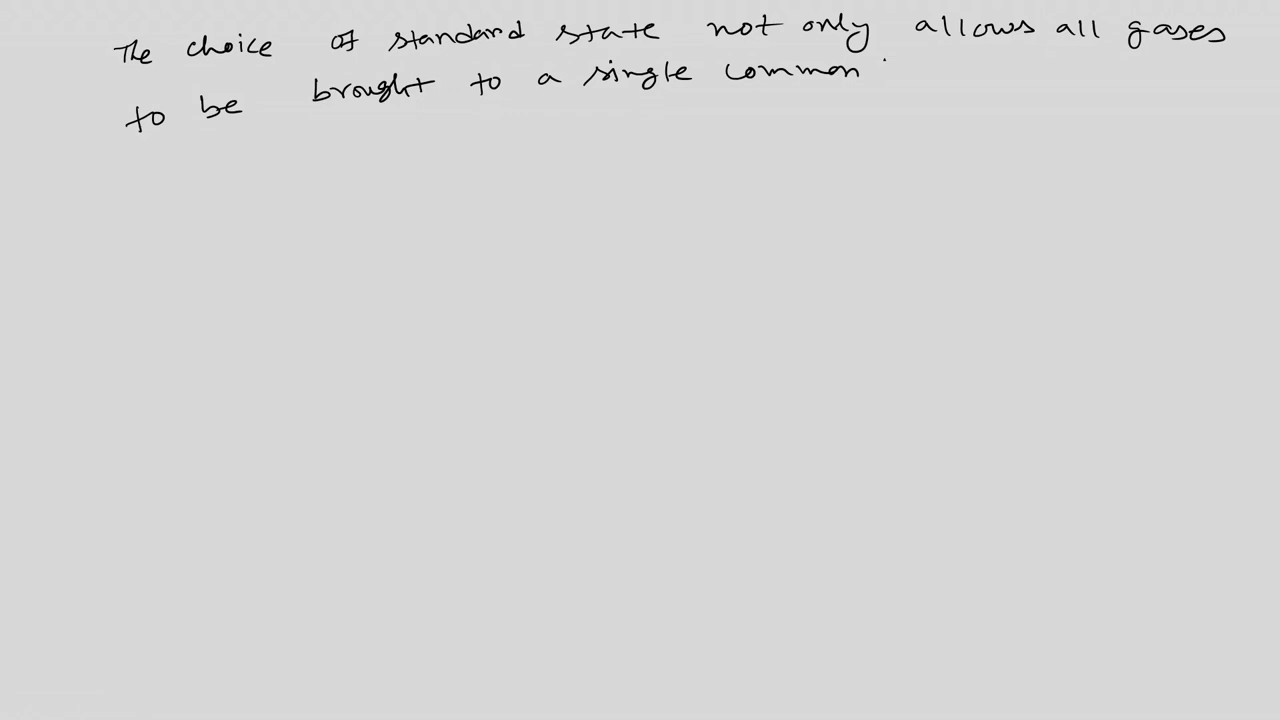 The choice of standard state not only allows all gases
to be brought to a single common